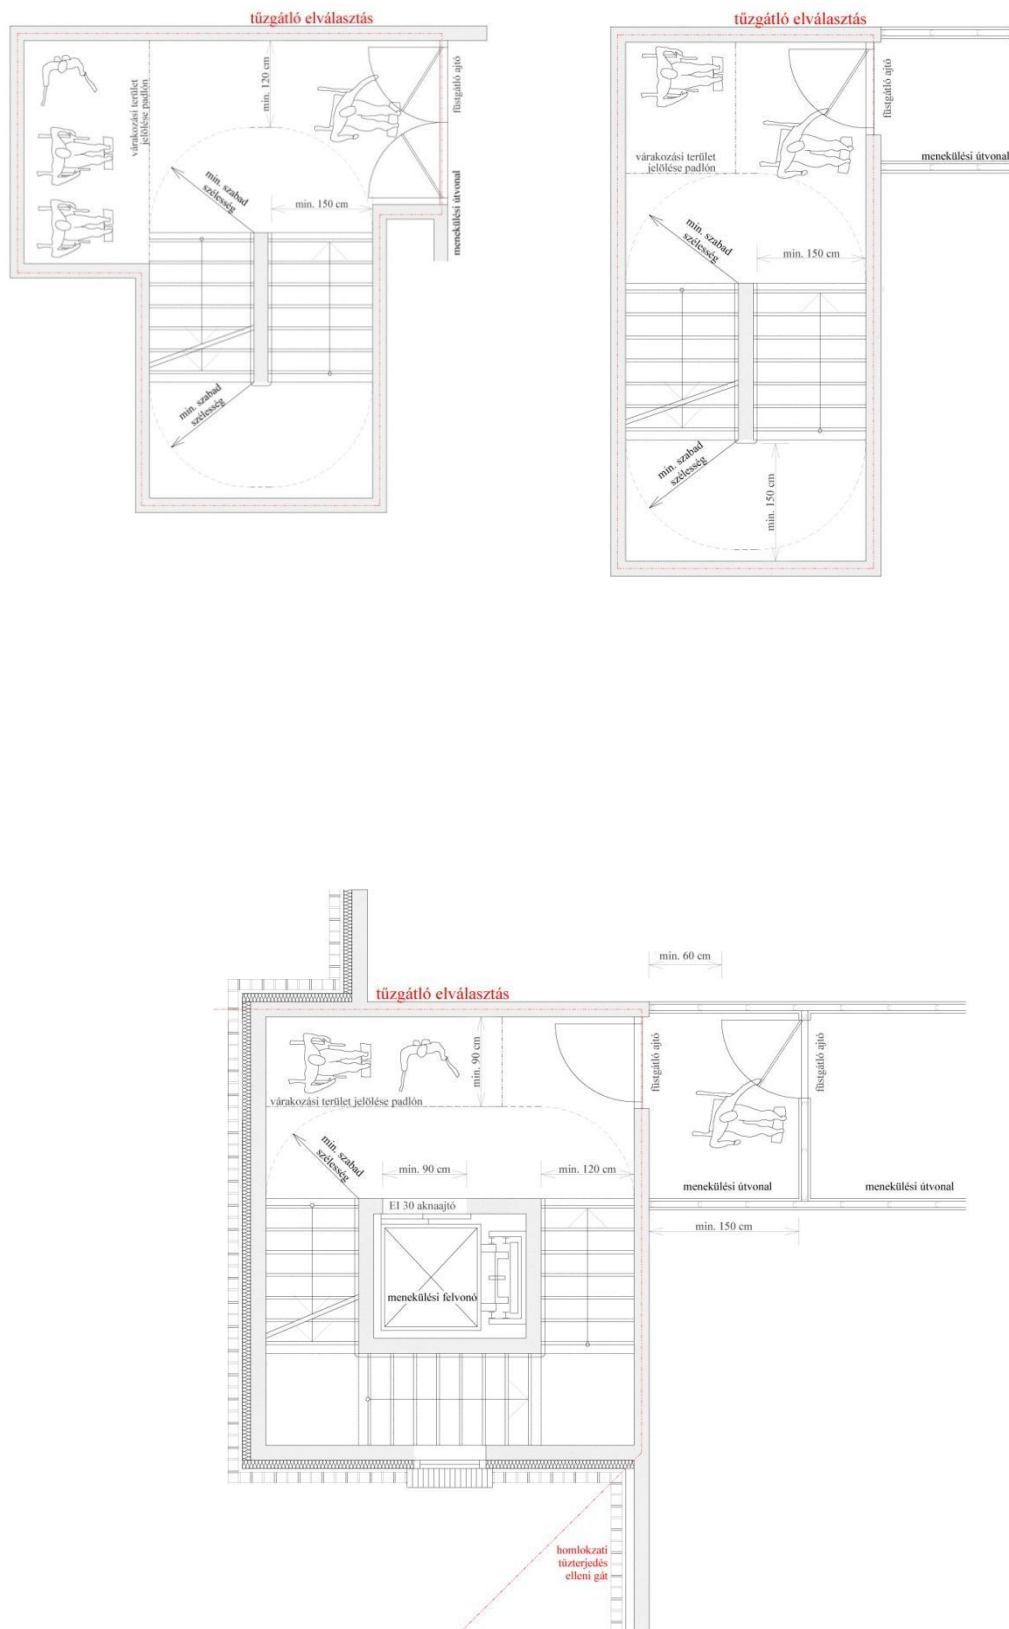 tűzgátló elválasztás
várakozási terület
jelölése padlón
min. 120 cm
füstgátló ajtó
min. szabad
szélesség
min. 150 cm
menekülési útvonal
min. szabad
szélesség
tűzgátló elválasztás
füstgátló ajtó
várakozási terület
jelölése padlón
menekülési útvonal
min. szabad
szélesség
min. 150 cm
min. szabad
szélesség
min. 150 cm
min. 60 cm
tűzgátló elválasztás
min. 90 cm
füstgátló ajtó
füstgátló ajtó
várakozási terület jelölése padlón
min. szabad
szélesség
min. 90 cm
min. 120 cm
menekülési útvonal
menekülési útvonal
EI 30 aknaajtó
min. 150 cm
menekülési felvonó
homlokzati
tűzterjedés
elleni gát